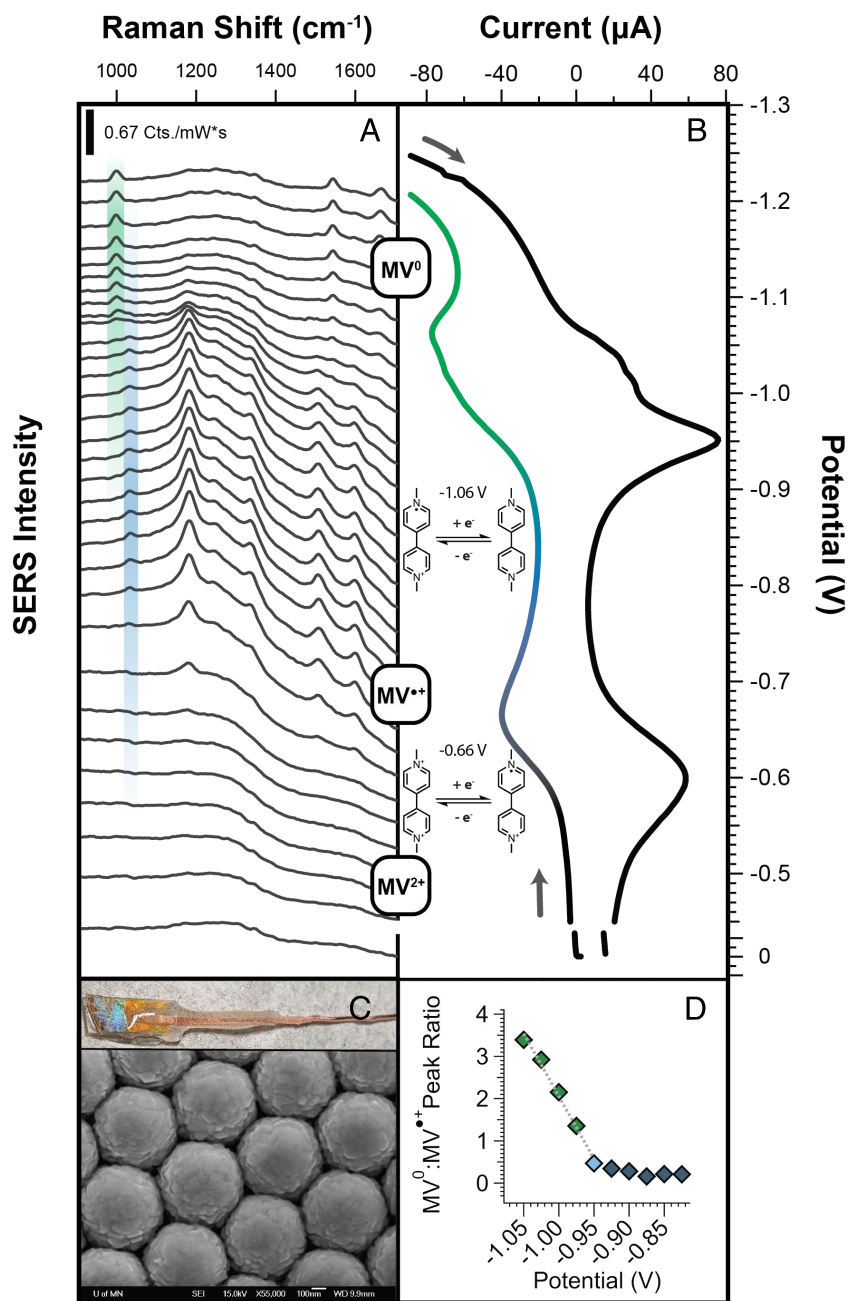 Raman Shift (cm⁻¹)
Current (µA)
1000 1200 1400 1600
-80 -40 0 40 80
0.67 Cts./mW*s
A
B
SERS Intensity
Potential (V)
-1.3
-1.2
-1.1
-1.0
-0.9
-0.8
-0.7
-0.6
-0.5
0
MV⁰
-1.06 V
+ e⁻
- e⁻
CH₃
MV•⁺
-0.66 V
+ e⁻
- e⁻
MV²⁺
C
U of MN SEI 15.0kV X55,000 100nm WD 9.9mm
D
MV⁰:MV•⁺ Peak Ratio
4
3
2
1
0
-1.05 -1.00 -0.95 -0.90 -0.85
Potential (V)